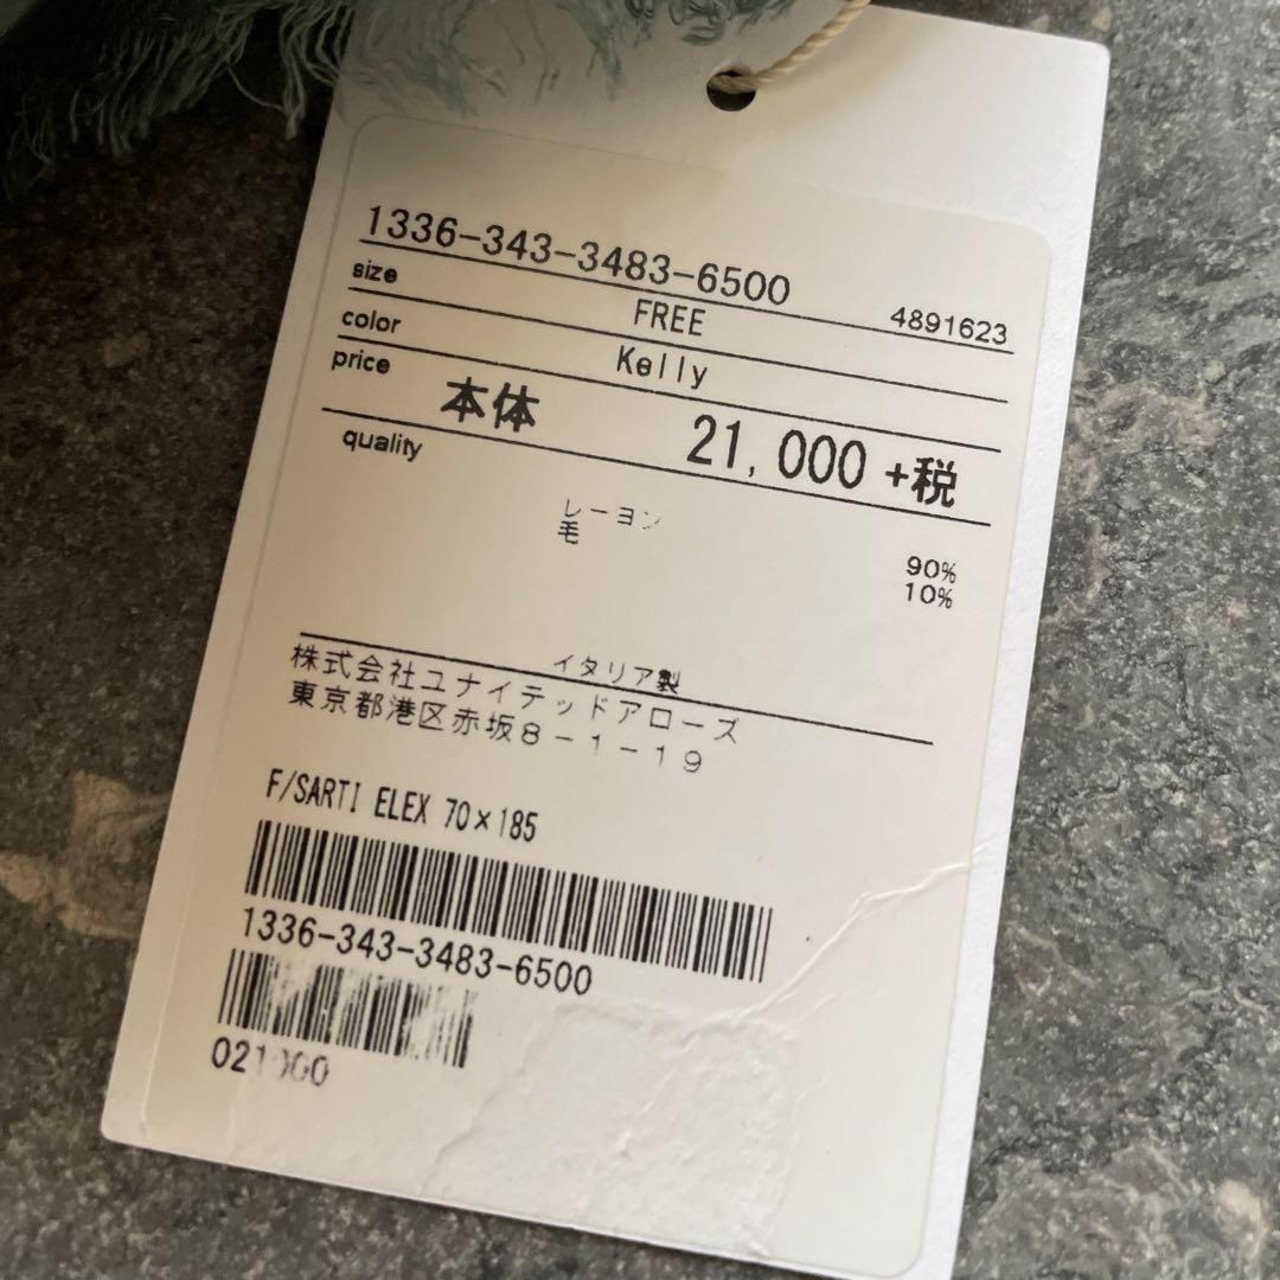 1336-343-3483-6500
4891623
size FREE
color Kelly
price 本体 21,000 +税
quality
レーヨン 90%
毛 10%
イタリア製
株式会社ユナイテッドアローズ
東京都港区赤坂8-1-19
F/SARTI ELEX 70×185
1336-343-3483-6500